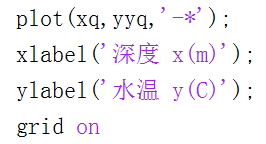 plot(xq,yyq,'-*');
xlabel('深度 x(m)');
ylabel('水温 y(C)');
grid on